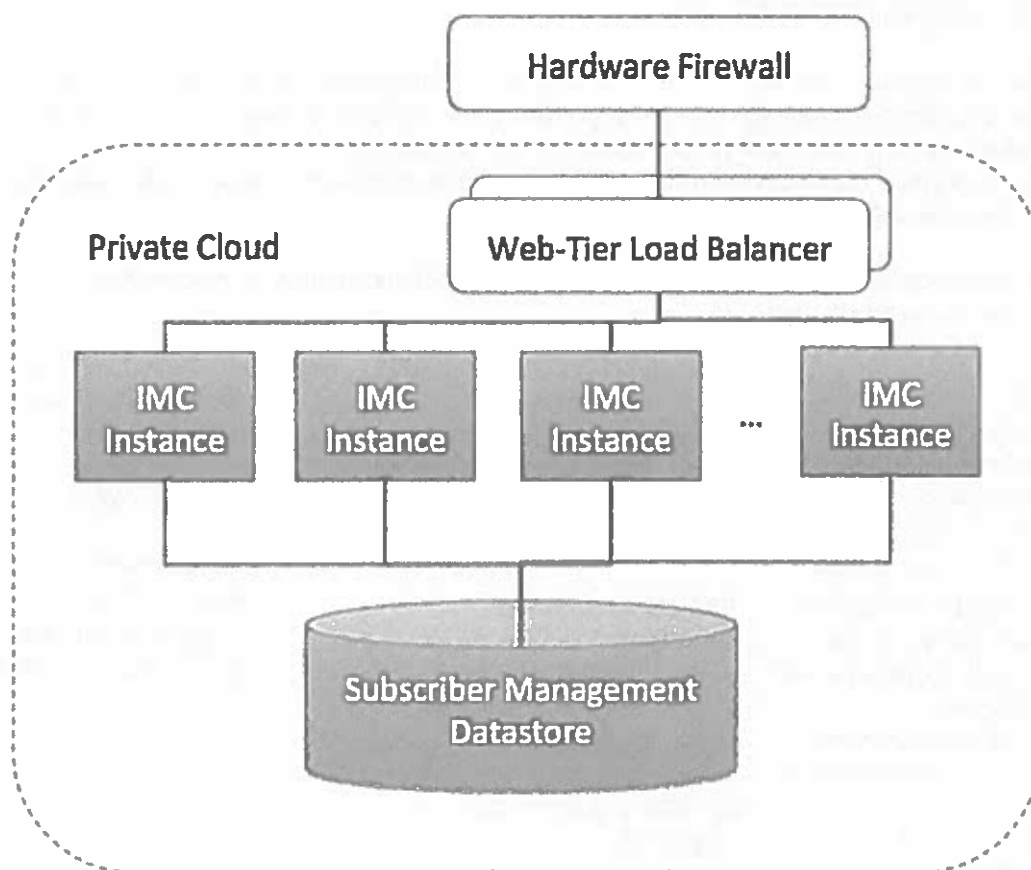 Hardware Firewall
Private Cloud
Web-Tier Load Balancer
IMC
Instance
IMC
Instance
IMC
Instance
...
IMC
Instance
Subscriber Management
Datastore